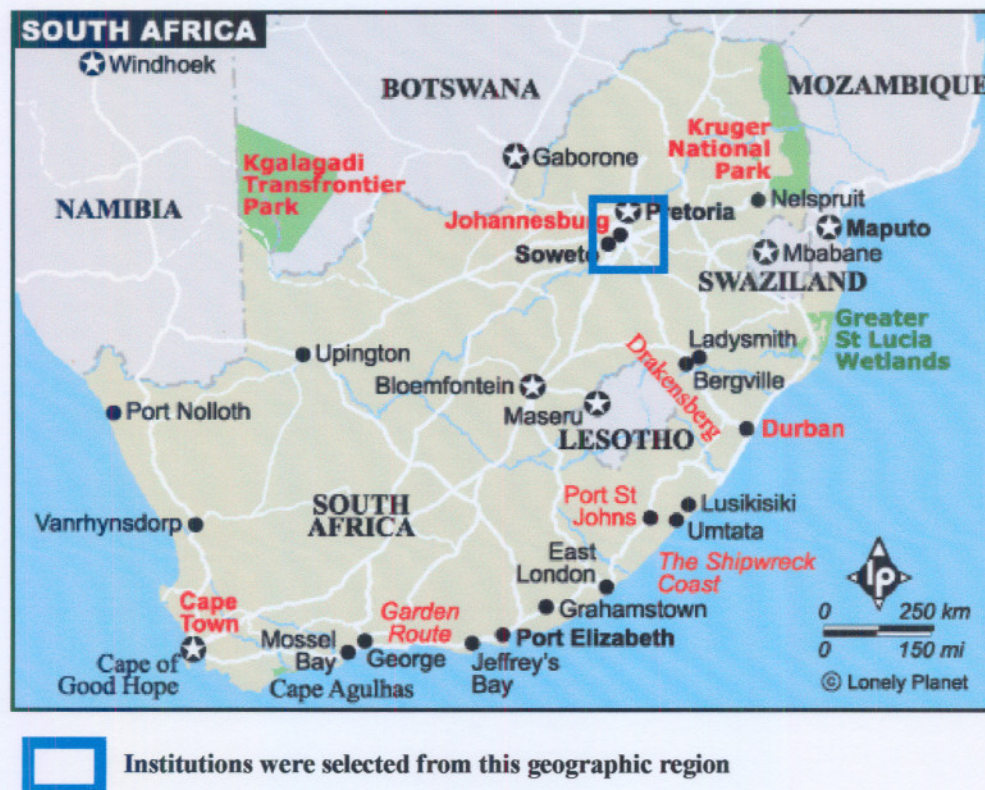 SOUTH AFRICA
Windhoek
BOTSWANA
MOZAMBIQUE
Kgalagadi
Transfrontier
Park
Gaborone
Kruger
National
Park
NAMIBIA
Johannesburg
Pretoria
Nelspruit
Soweto
Maputo
Mbabane
SWAZILAND
Greater
St Lucia
Wetlands
Upington
Ladysmith
Drakensberg
Bergville
Bloemfontein
Maseru
Port Nolloth
LESOTHO
Durban
SOUTH
AFRICA
Port St
Johns
Lusikisiki
Umtata
Vanrhynsdorp
East
London
The Shipwreck
Coast
lp
Cape
Town
Garden
Route
Grahamstown
0 250 km
0 150 mi
Mossel
Bay
George
Port Elizabeth
Jeffrey's
Bay
Cape of
Good Hope
Cape Agulhas
© Lonely Planet
Institutions were selected from this geographic region